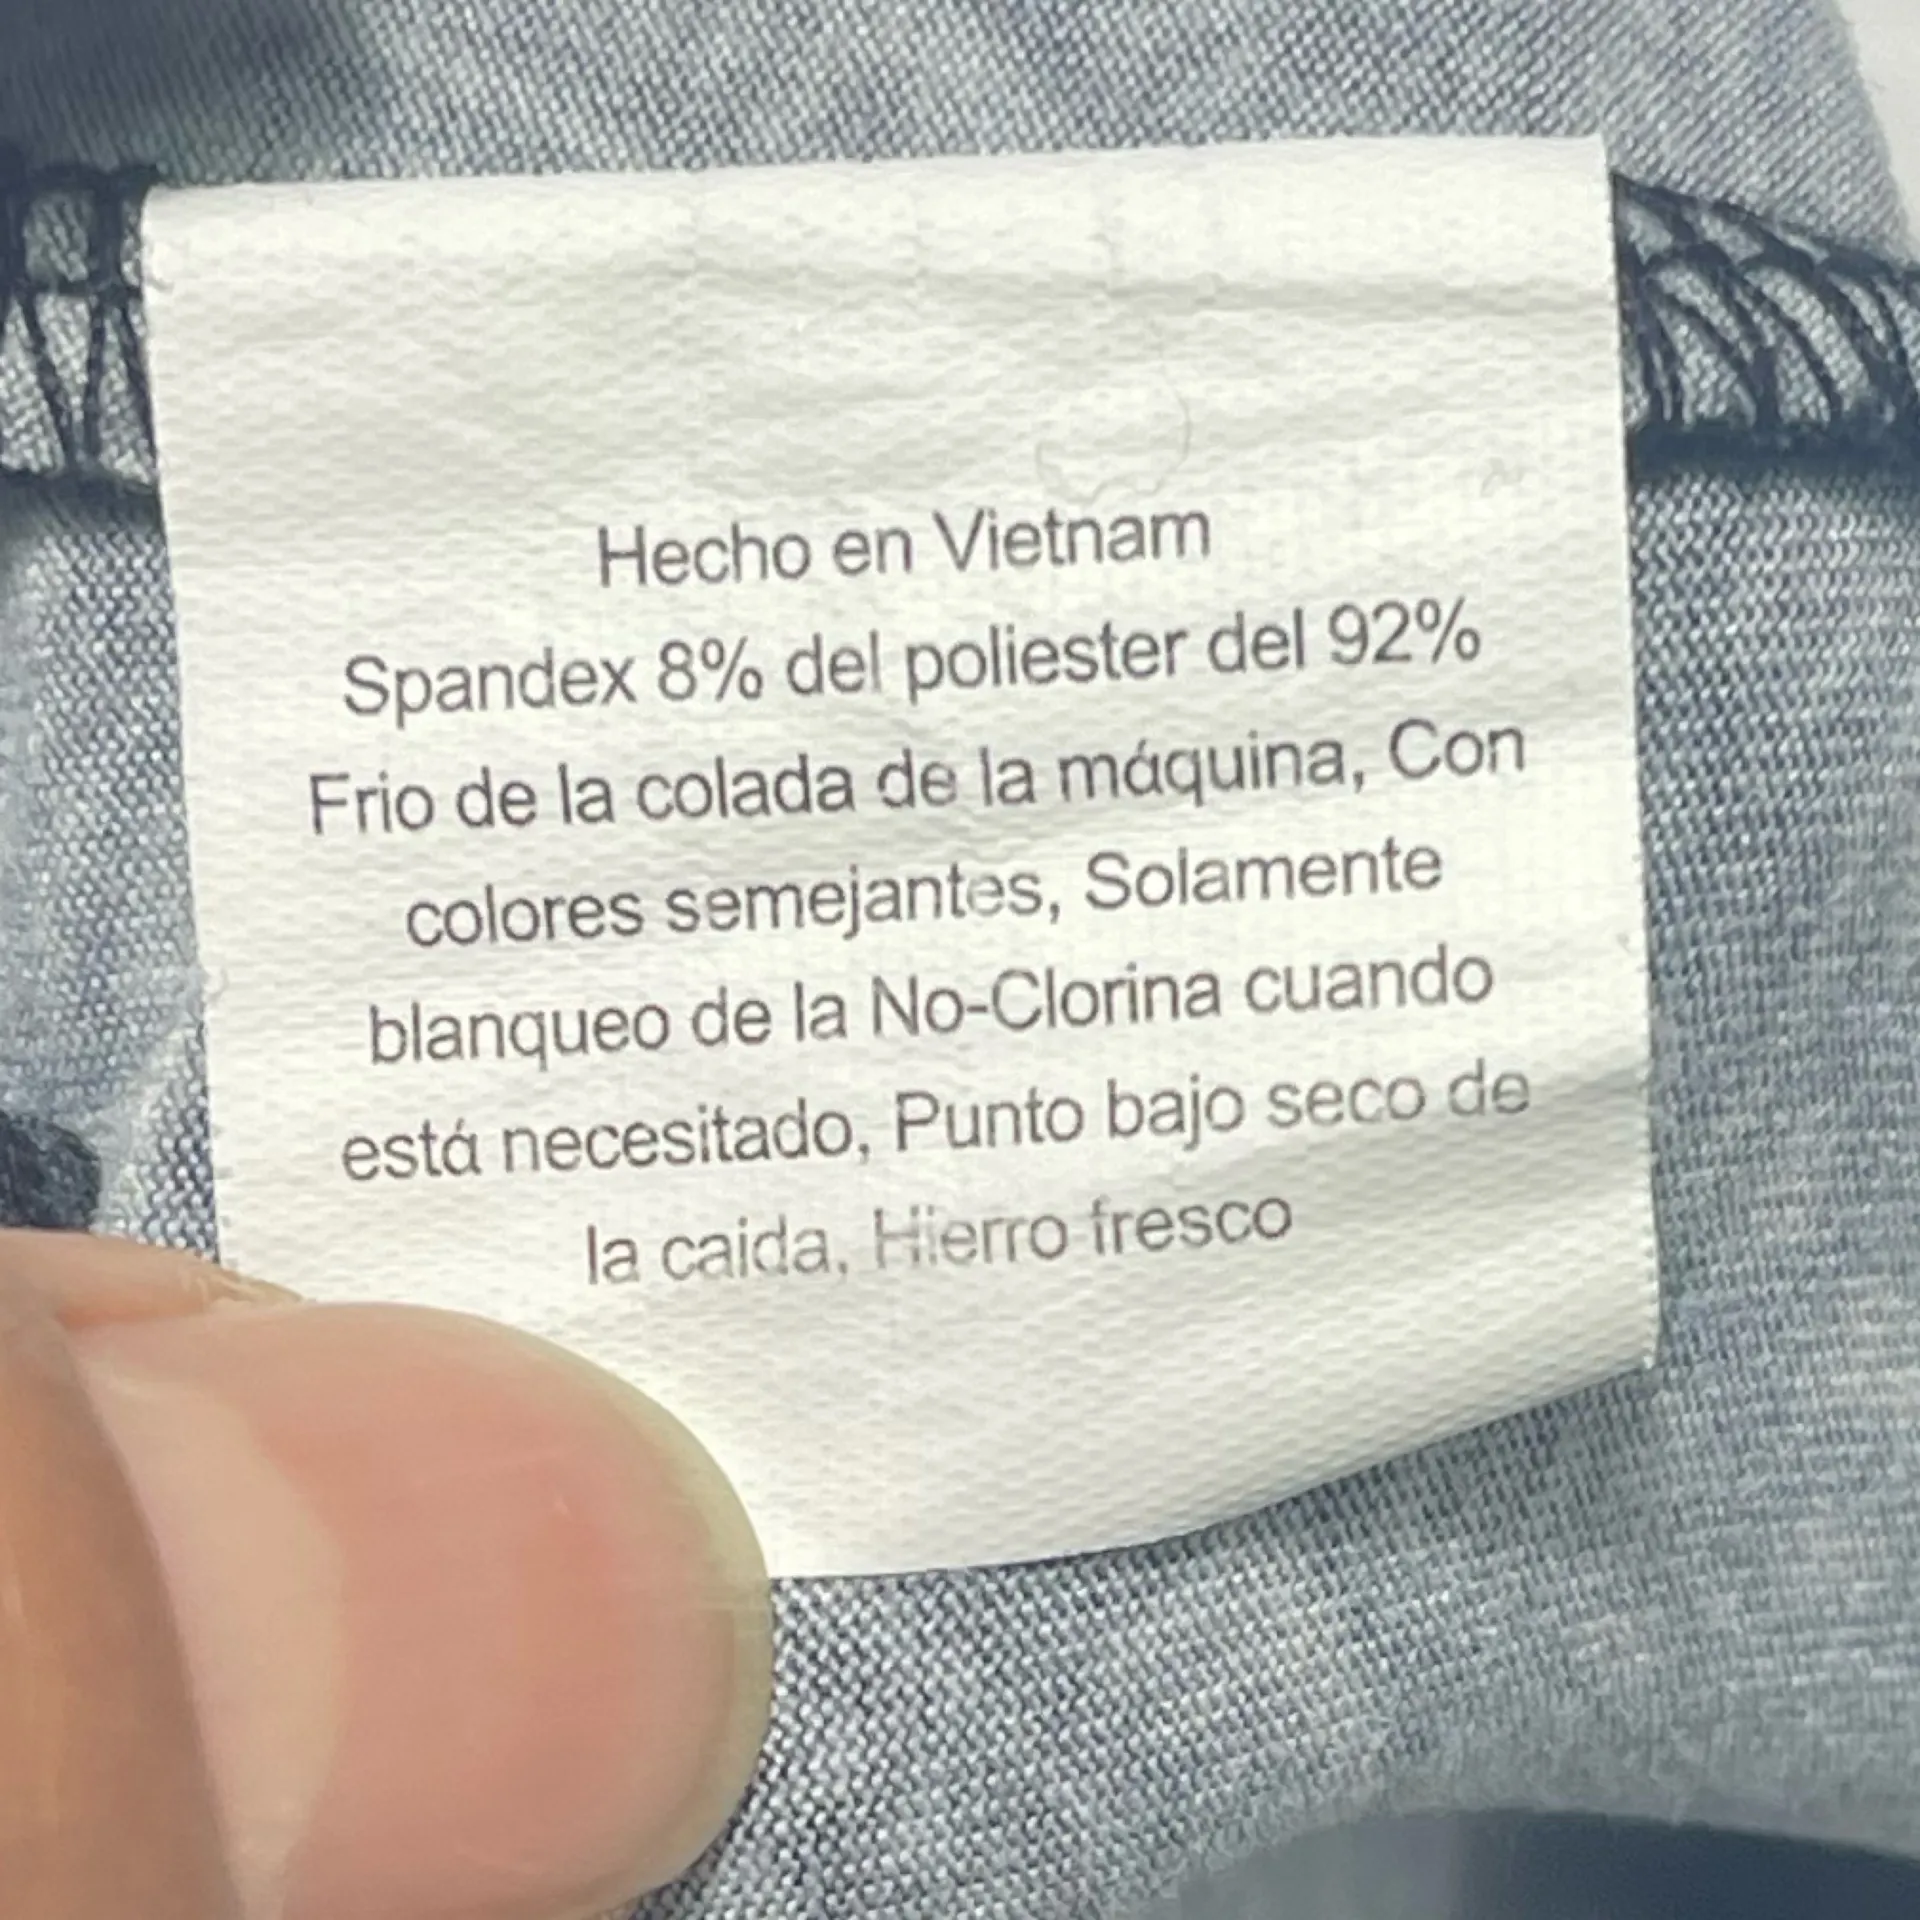 Hecho en Vietnam
Spandex 8% del poliester del 92%
Frio de la colada de la máquina, Con
colores semejantes, Solamente
blanqueo de la No-Clorina cuando
está necesitado, Punto bajo seco de
la caida, Hierro fresco